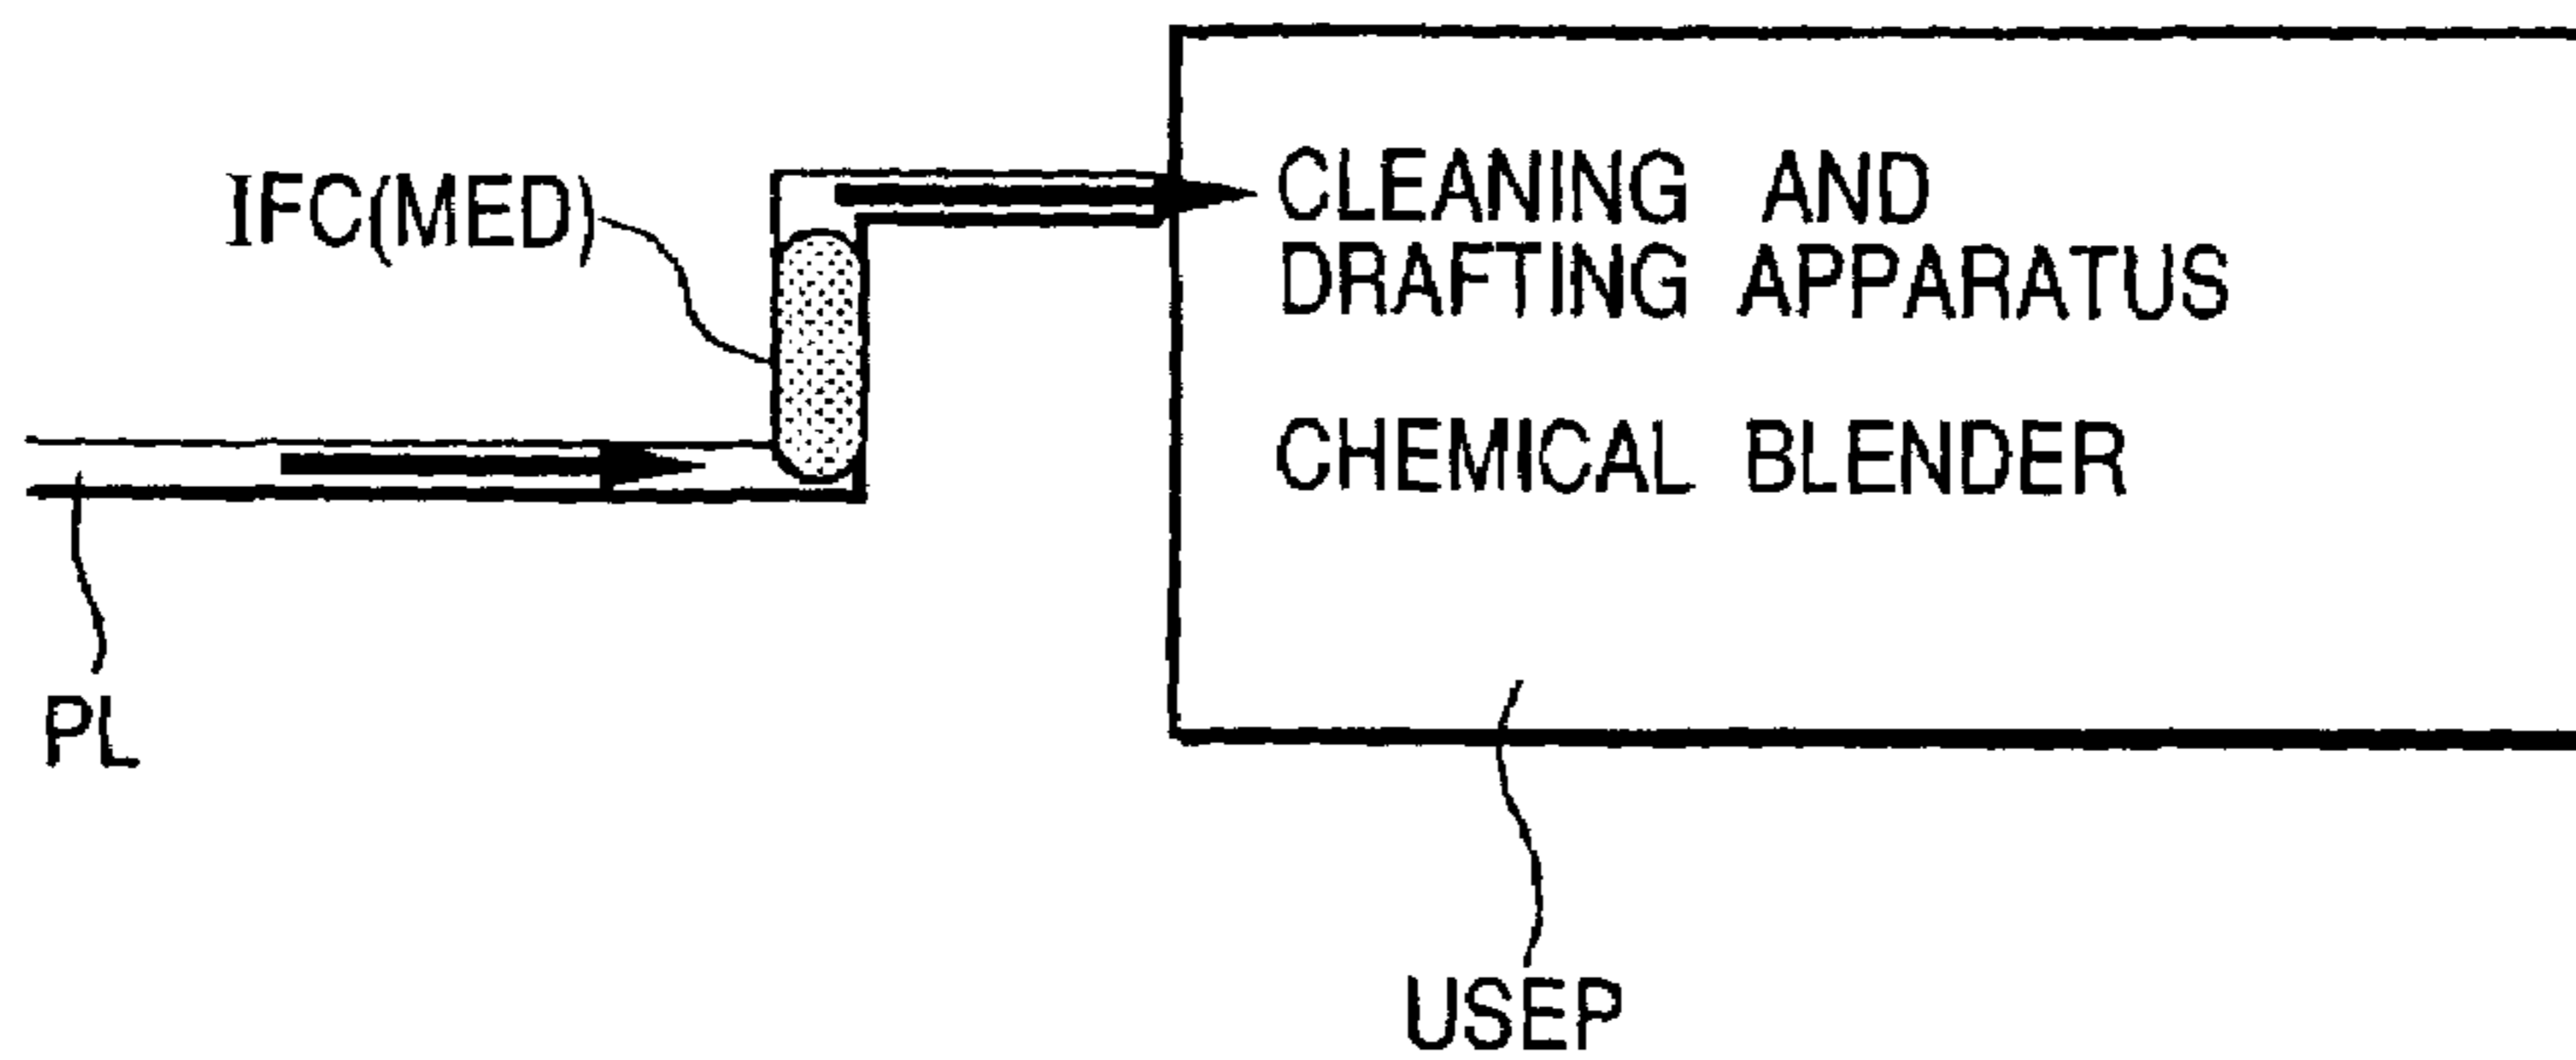 IFC(MED)
CLEANING AND
DRAFTING APPARATUS
CHEMICAL BLENDER
PL
USEP